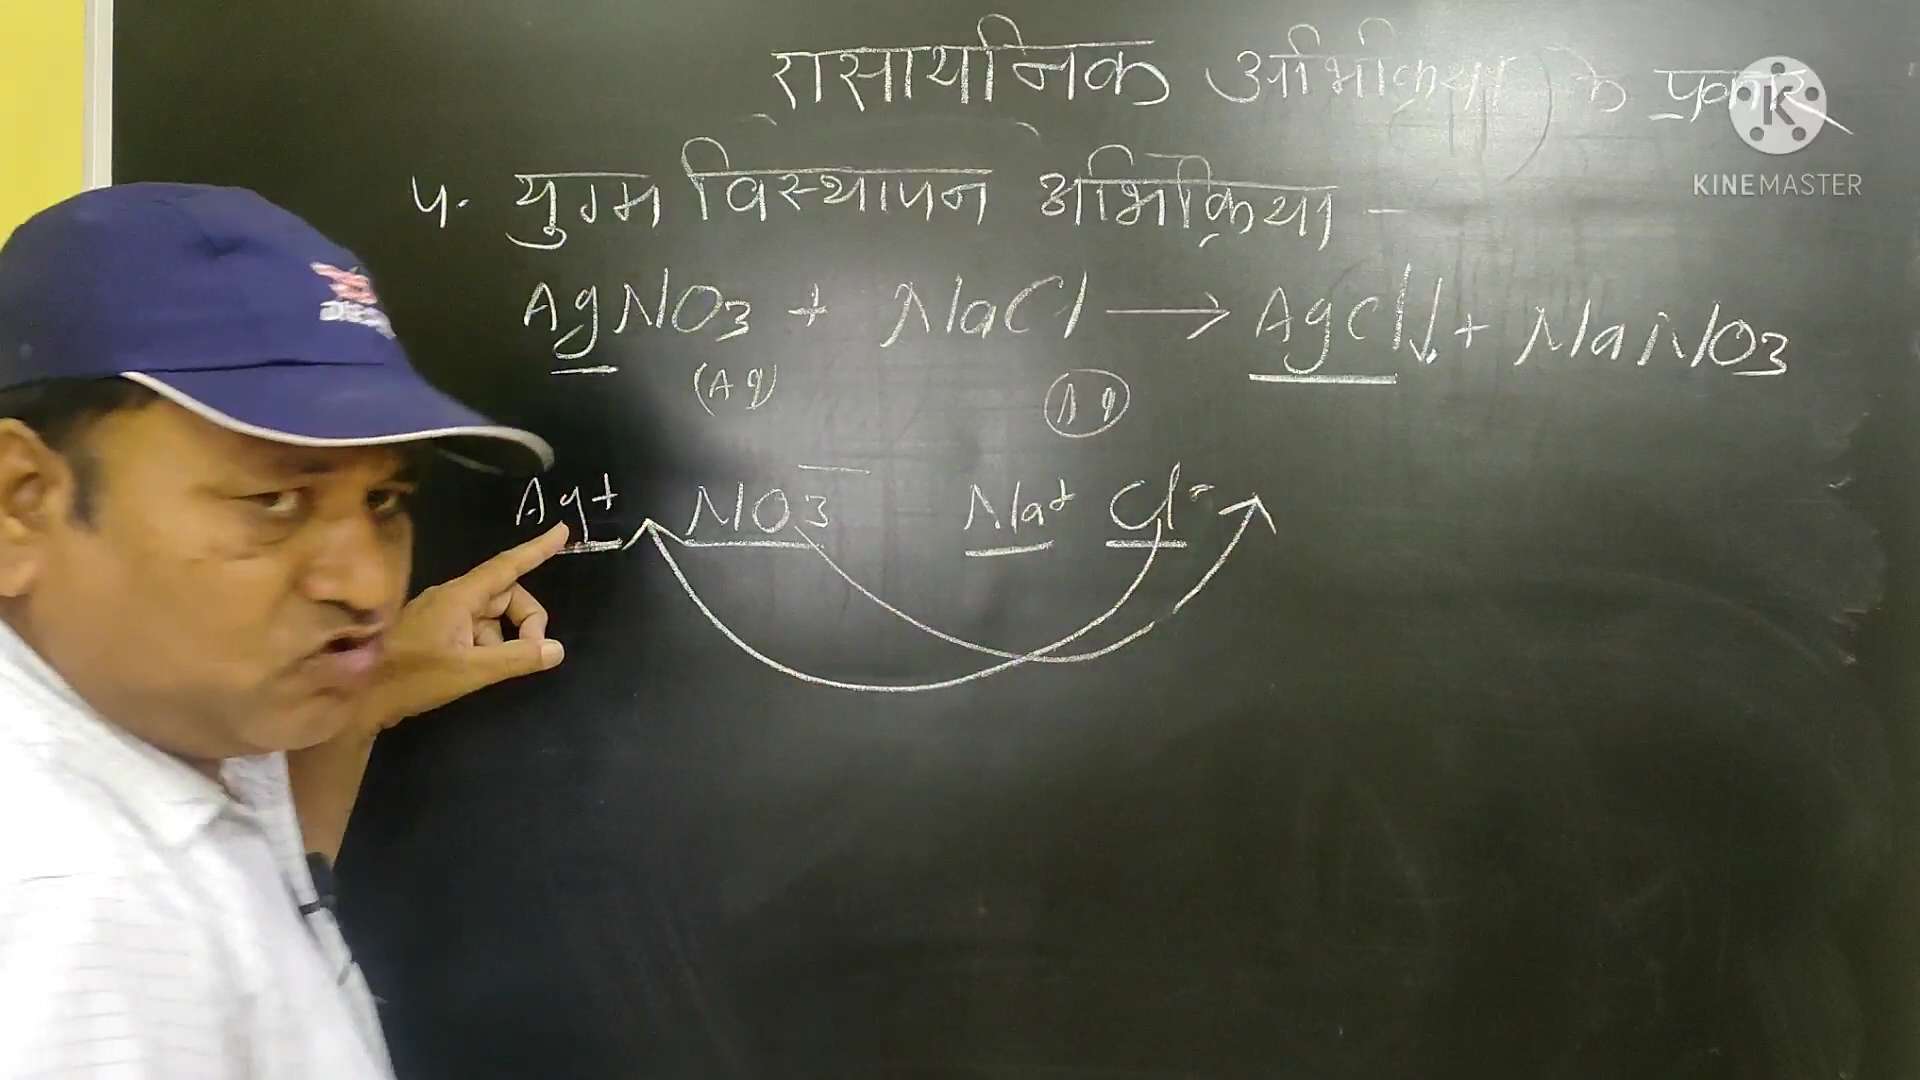 रासायनिक अभिक्रिया के प्रकार
KINEMASTER
५. युग्म विस्थापन अभिक्रिया —
AgNO3 + NaCl → AgCl↓ + NaNO3
(Aq) (Aq)
Ag+ NO3⁻ Na+ Cl⁻